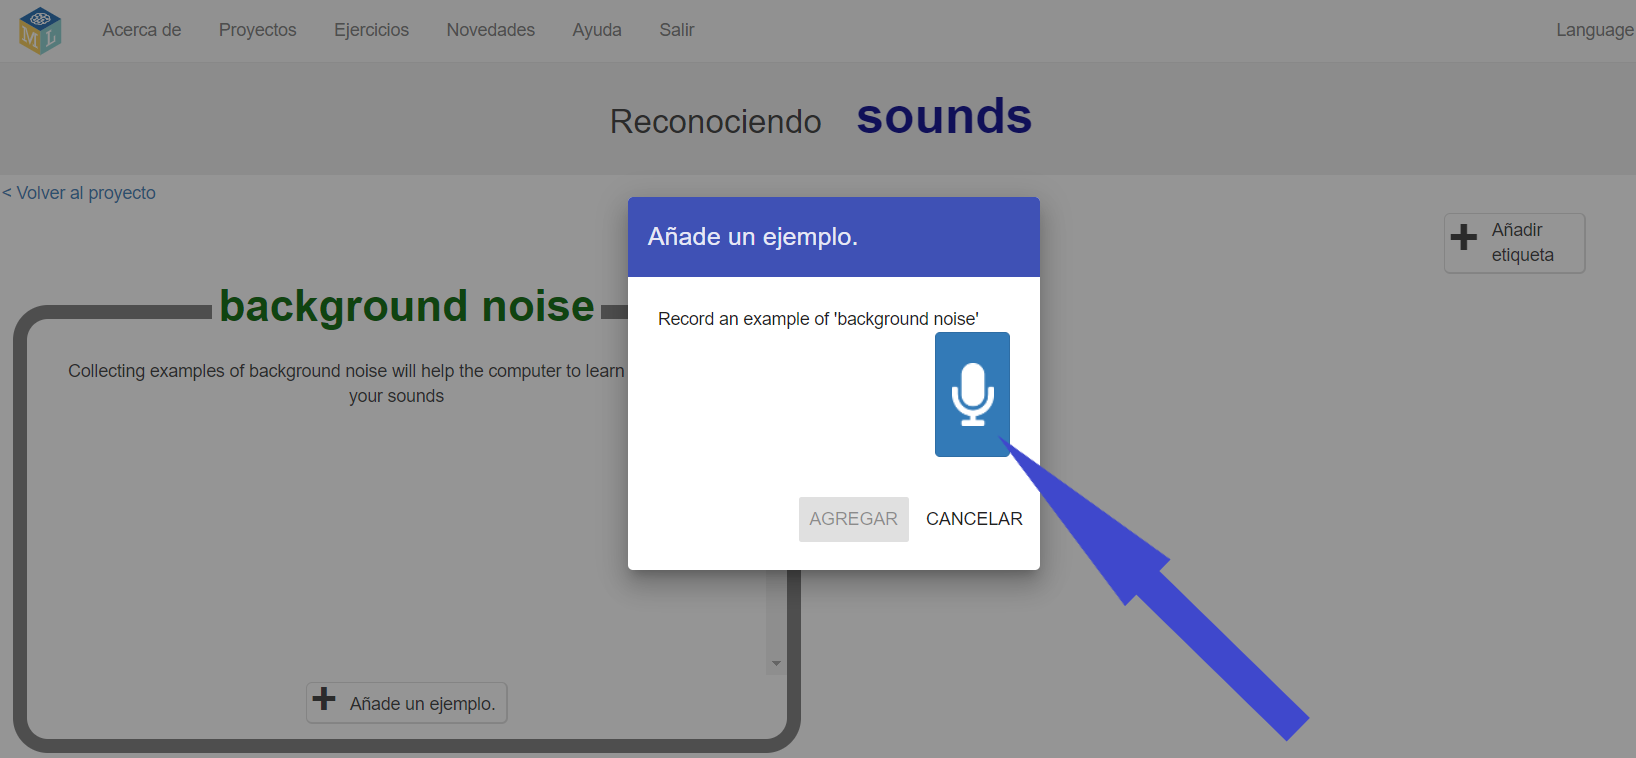 M L
Acerca de Proyectos Ejercicios Novedades Ayuda Salir Language
Reconociendo sounds
< Volver al proyecto
Añadir
etiqueta
background noise
Collecting examples of background noise will help the computer to learn
your sounds
Añade un ejemplo.
Añade un ejemplo.
Record an example of 'background noise'
AGREGAR CANCELAR